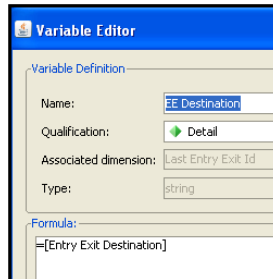 Variable Editor
Variable Definition
Name: EE Destination
Qualification: Detail
Associated dimension: Last Entry Exit Id
Type: string
Formula:
=[Entry Exit Destination]